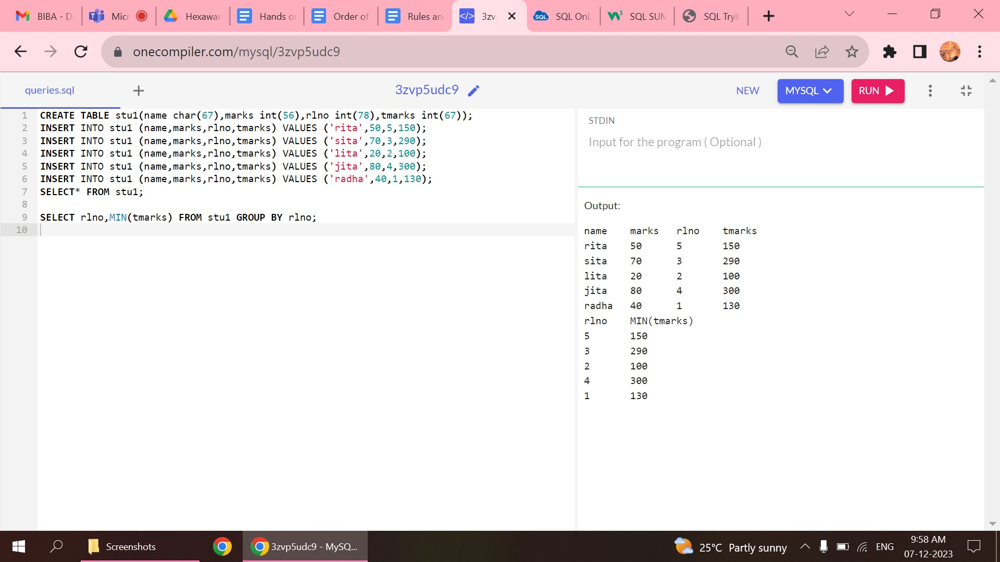 BIBA - Da
Micr
Hexawar
Hands on
Order of
Rules and
3zv
SQL OnL
SQL SUM
SQL Tryit
onecompiler.com/mysql/3zvp5udc9
queries.sql
3zvp5udc9
NEW
MYSQL
RUN
1 CREATE TABLE stu1(name char(67),marks int(56),rlno int(78),tmarks int(67));
2 INSERT INTO stu1 (name,marks,rlno,tmarks) VALUES ('rita',50,5,150);
3 INSERT INTO stu1 (name,marks,rlno,tmarks) VALUES ('sita',70,3,290);
4 INSERT INTO stu1 (name,marks,rlno,tmarks) VALUES ('lita',20,2,100);
5 INSERT INTO stu1 (name,marks,rlno,tmarks) VALUES ('jita',80,4,300);
6 INSERT INTO stu1 (name,marks,rlno,tmarks) VALUES ('radha',40,1,130);
7 SELECT* FROM stu1;
8
9 SELECT rlno,MIN(tmarks) FROM stu1 GROUP BY rlno;
10
STDIN
Input for the program ( Optional )
Output:
name marks rlno tmarks
rita 50 5 150
sita 70 3 290
lita 20 2 100
jita 80 4 300
radha 40 1 130
rlno MIN(tmarks)
5 150
3 290
2 100
4 300
1 130
Screenshots
3zvp5udc9 - MySQ...
25°C Partly sunny
ENG
9:58 AM
07-12-2023